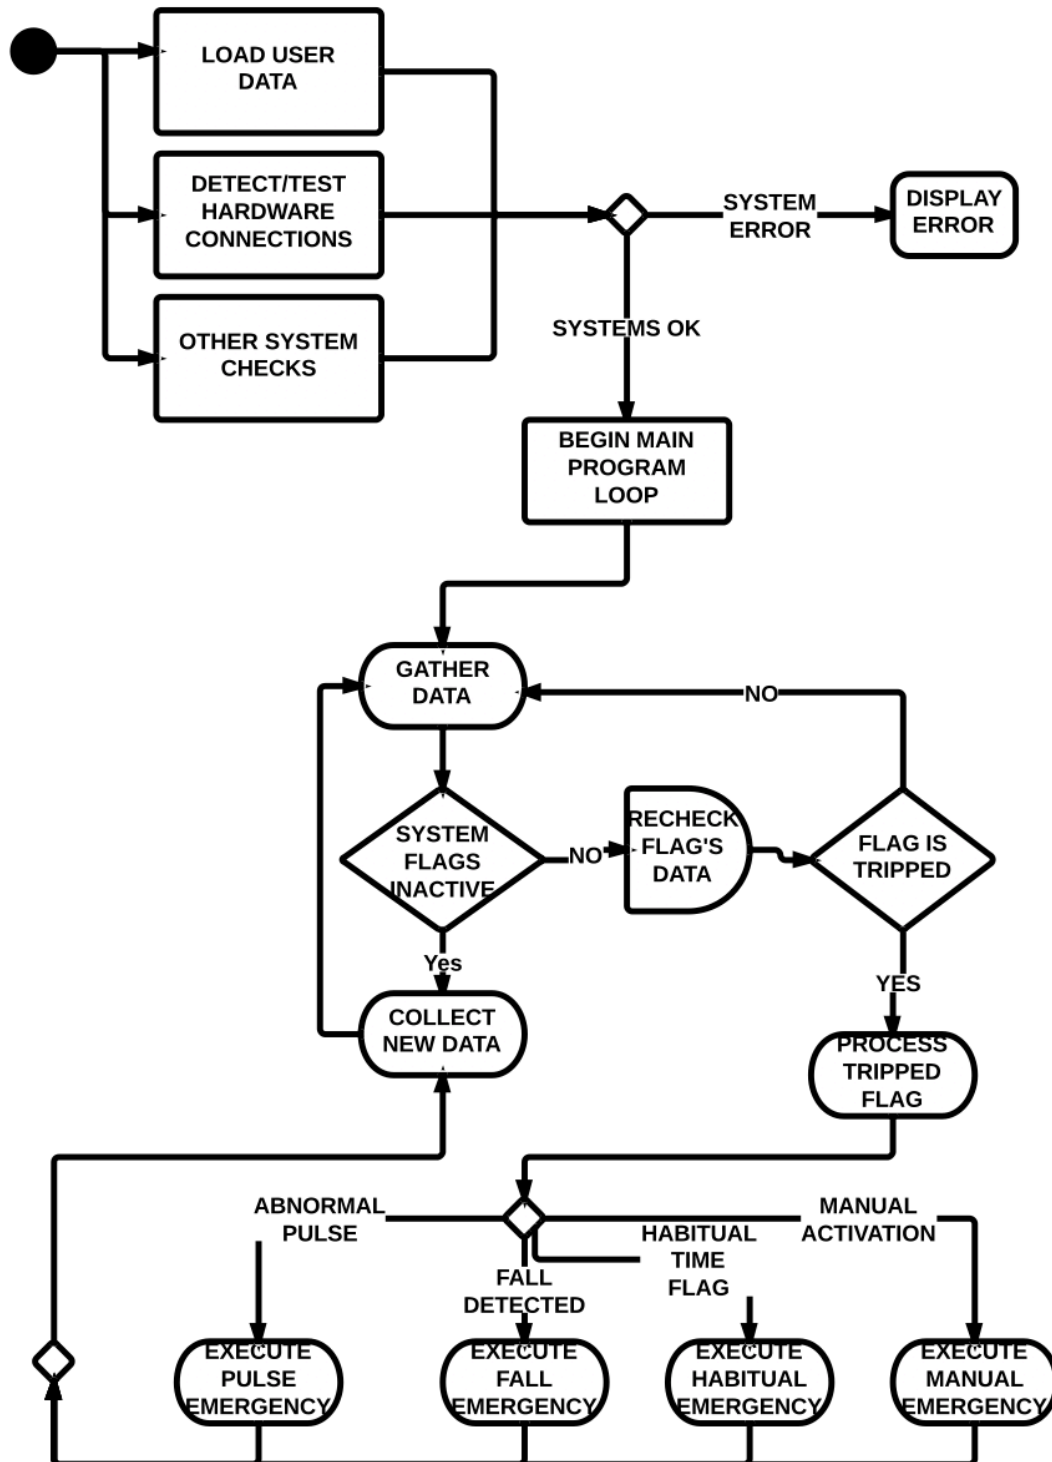 LOAD USER
DATA
DETECT/TEST
HARDWARE
CONNECTIONS
OTHER SYSTEM
CHECKS
SYSTEM
ERROR
DISPLAY
ERROR
SYSTEMS OK
BEGIN MAIN
PROGRAM
LOOP
GATHER
DATA
NO
SYSTEM
FLAGS
INACTIVE
NO
RECHECK
FLAG'S
DATA
FLAG IS
TRIPPED
Yes
YES
COLLECT
NEW DATA
PROCESS
TRIPPED
FLAG
ABNORMAL
PULSE
FALL
DETECTED
HABITUAL
TIME
FLAG
MANUAL
ACTIVATION
EXECUTE
PULSE
EMERGENCY
EXECUTE
FALL
EMERGENCY
EXECUTE
HABITUAL
EMERGENCY
EXECUTE
MANUAL
EMERGENCY